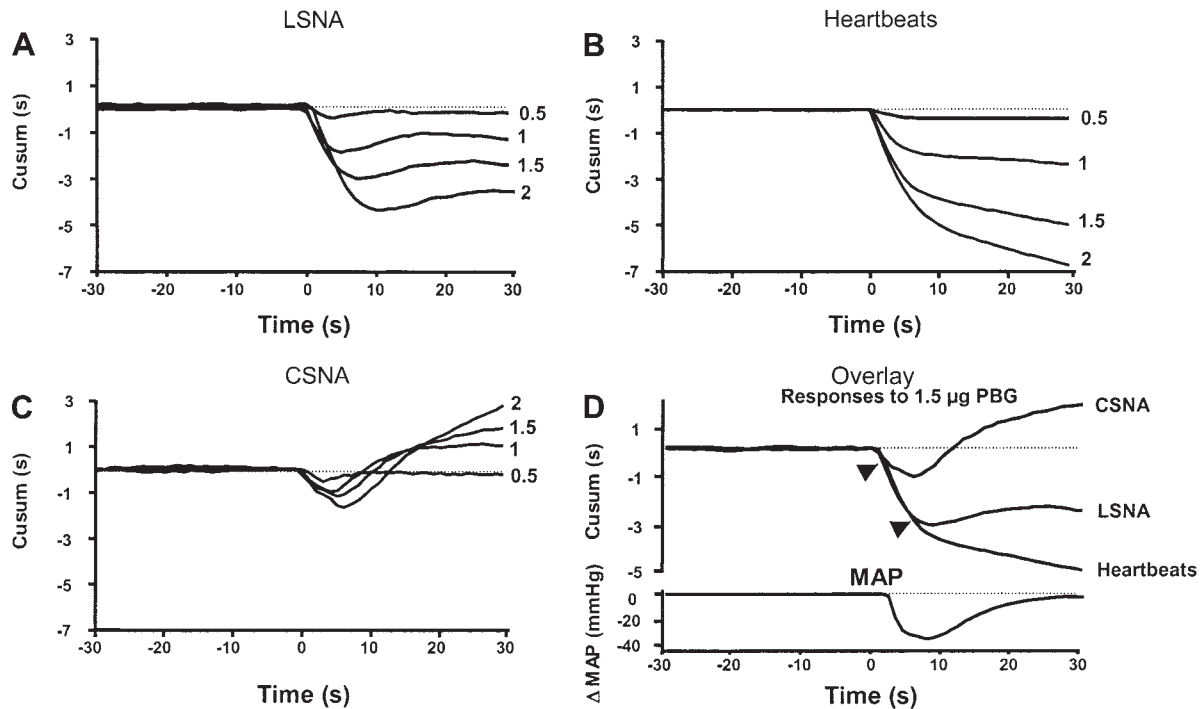 LSNA
A
3
1
-1
-3
-5
-7
Cusum (s)
0.5
1
1.5
2
-30 -20 -10 0 10 20 30
Time (s)
Heartbeats
B
3
1
-1
-3
-5
-7
Cusum (s)
0.5
1
1.5
2
-30 -20 -10 0 10 20 30
Time (s)
CSNA
C
3
1
-1
-3
-5
-7
Cusum (s)
2
1.5
1
0.5
-30 -20 -10 0 10 20 30
Time (s)
Overlay
D
Responses to 1.5 µg PBG
1
-1
-3
-5
Cusum (s)
CSNA
LSNA
Heartbeats
MAP
0
-20
-40
Δ MAP (mmHg)
-30 -20 -10 0 10 20 30
Time (s)